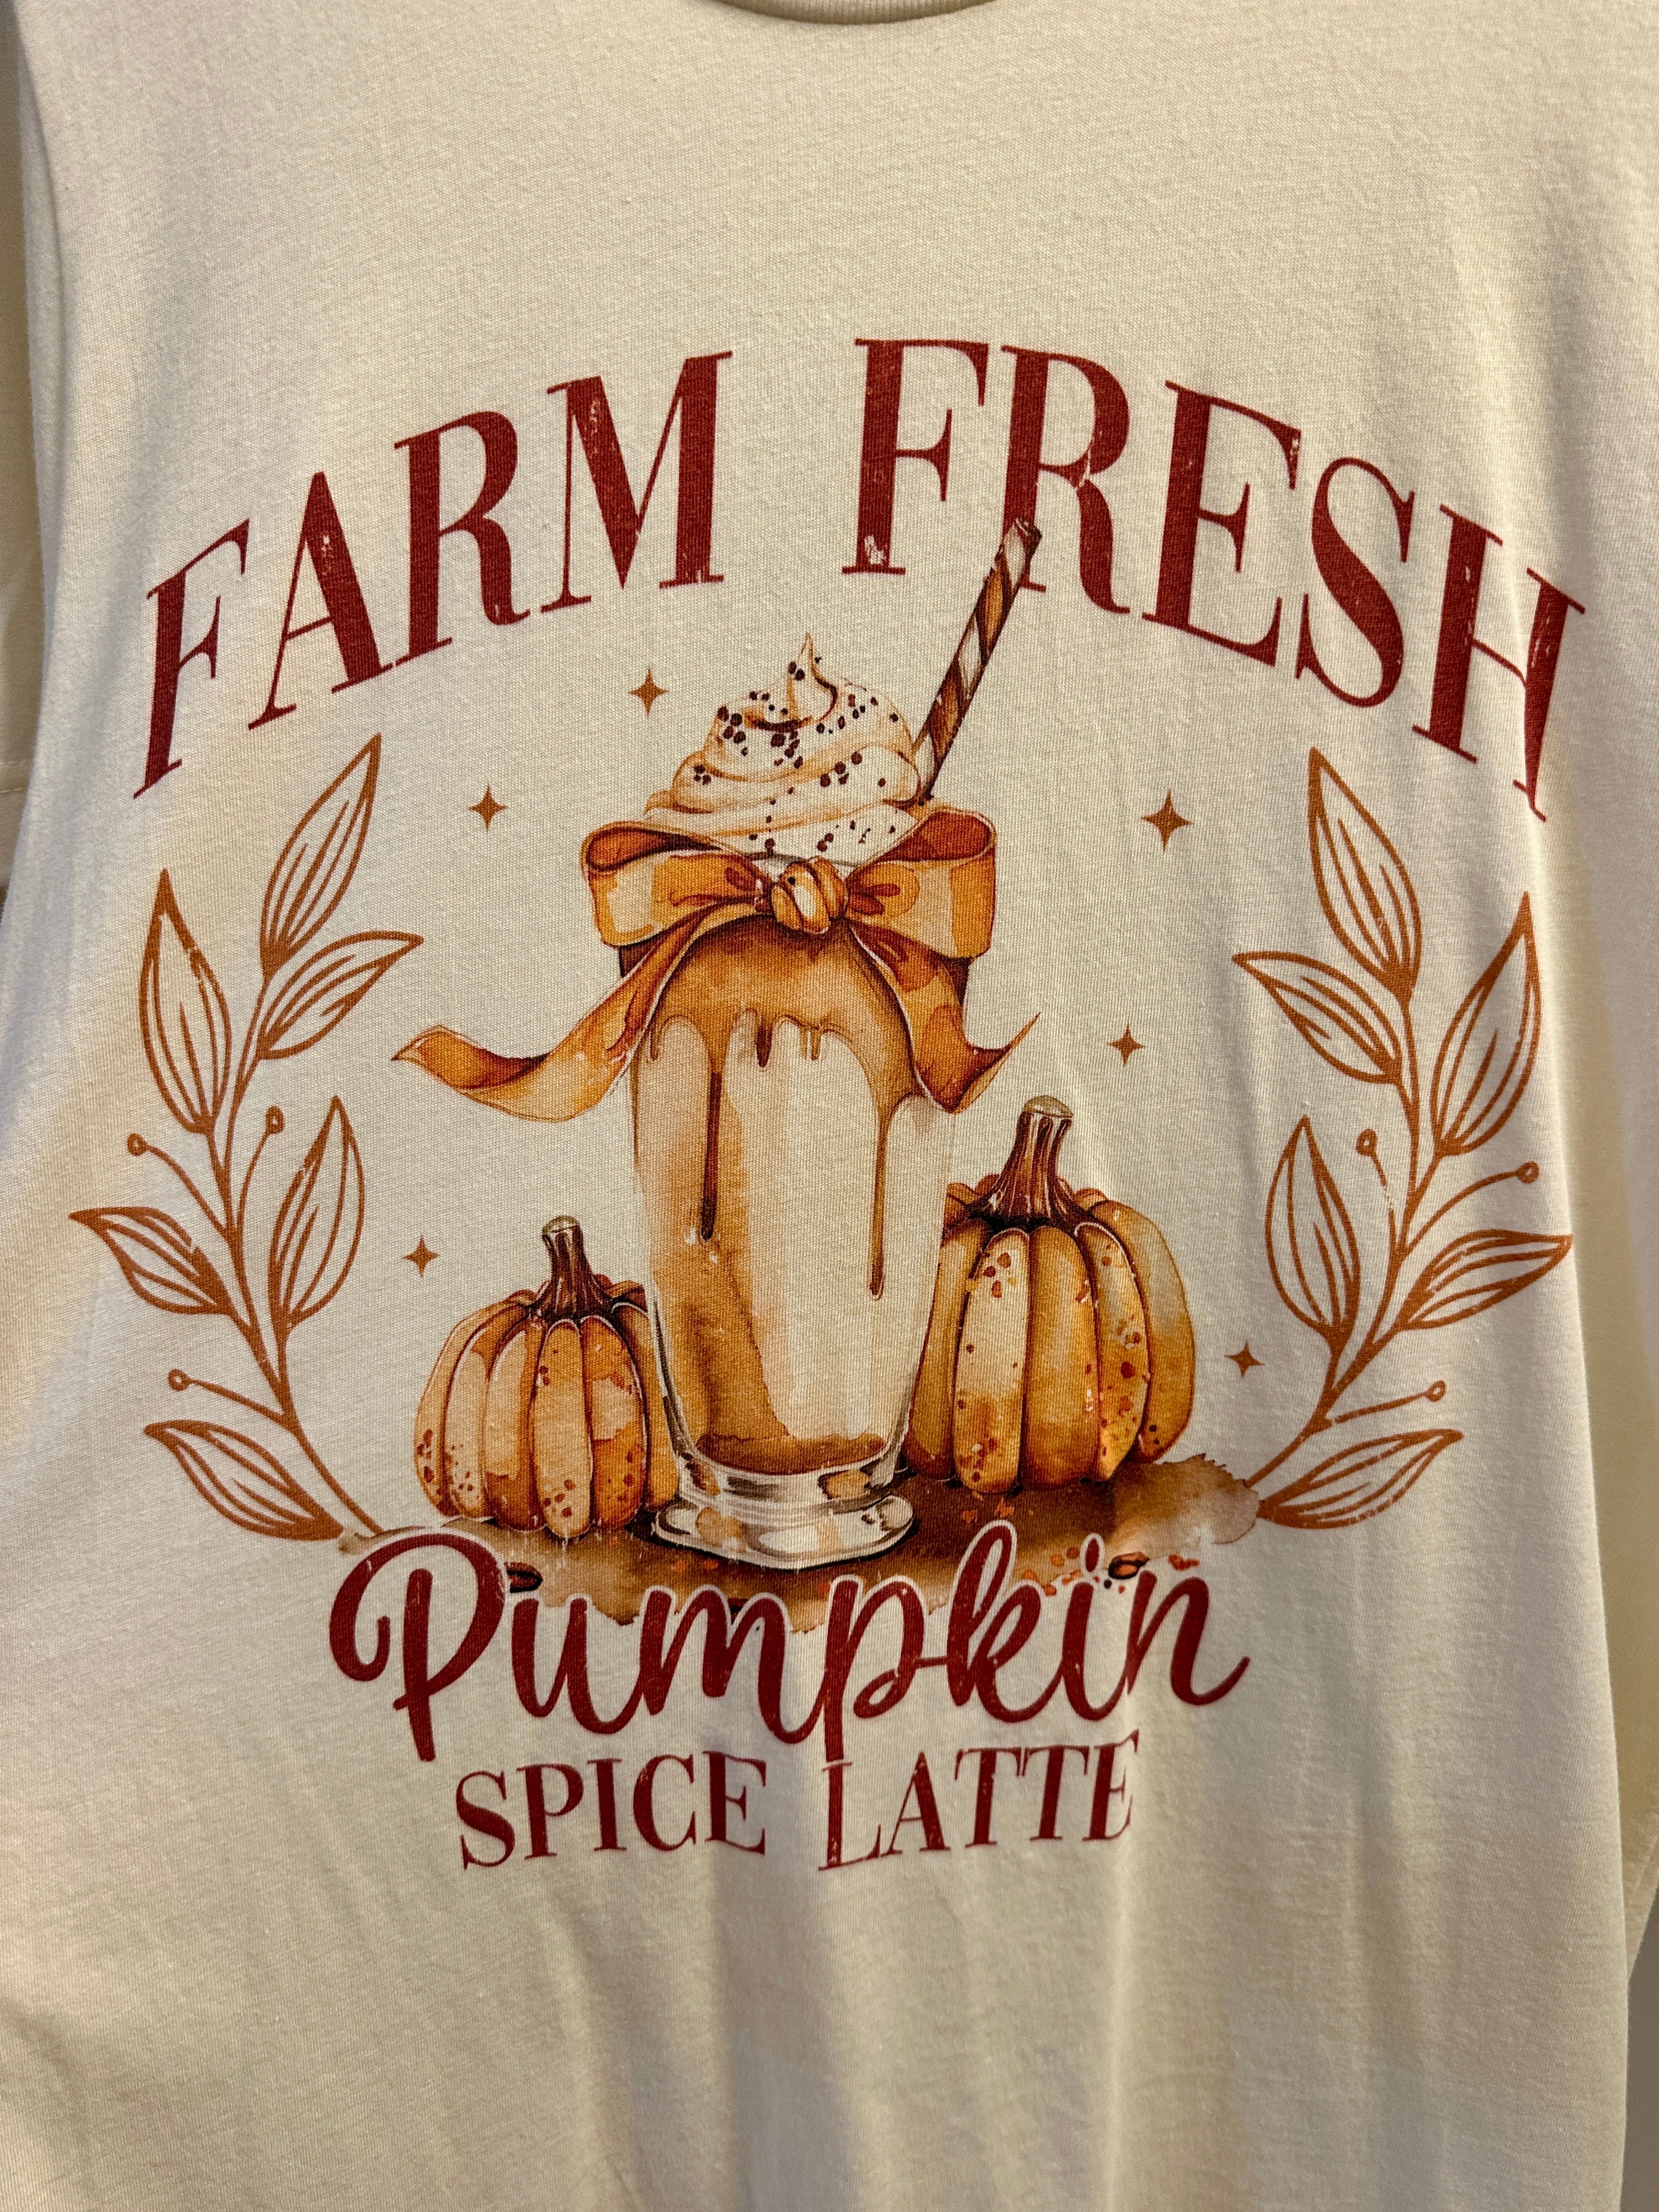 FARM FRESH
Pumpkin
SPICE LATTE